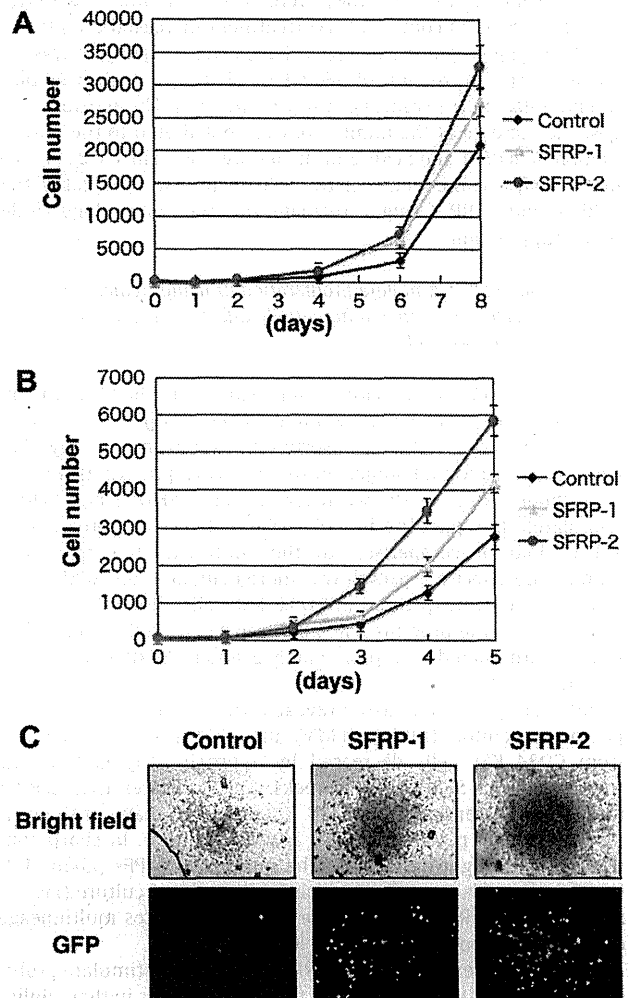 A
40000
35000
30000
25000
20000
15000
10000
5000
0
Cell number
0 1 2 3 4 5 6 7 8
(days)
Control
SFRP-1
SFRP-2
B
7000
6000
5000
4000
3000
2000
1000
0
Cell number
0 1 2 3 4 5
(days)
Control
SFRP-1
SFRP-2
C
Control SFRP-1 SFRP-2
Bright field
GFP